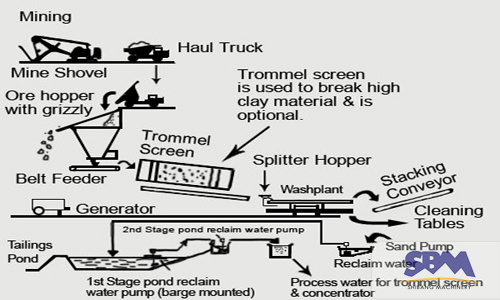 Mining
Haul Truck
Mine Shovel
Ore hopper
with grizzly
Trommel screen
is used to break high
clay material & is
optional.
Trommel
Screen
Belt Feeder
Splitter Hopper
Washplant
Stacking
Conveyor
Generator
Cleaning
Tables
2nd Stage pond reclaim water pump
Tailings
Pond
Sand Pump
Reclaim water
1st Stage pond reclaim
water pump (barge mounted)
Process water for trommel screen
& concentrator
SBM
SHIBANG MACHINERY